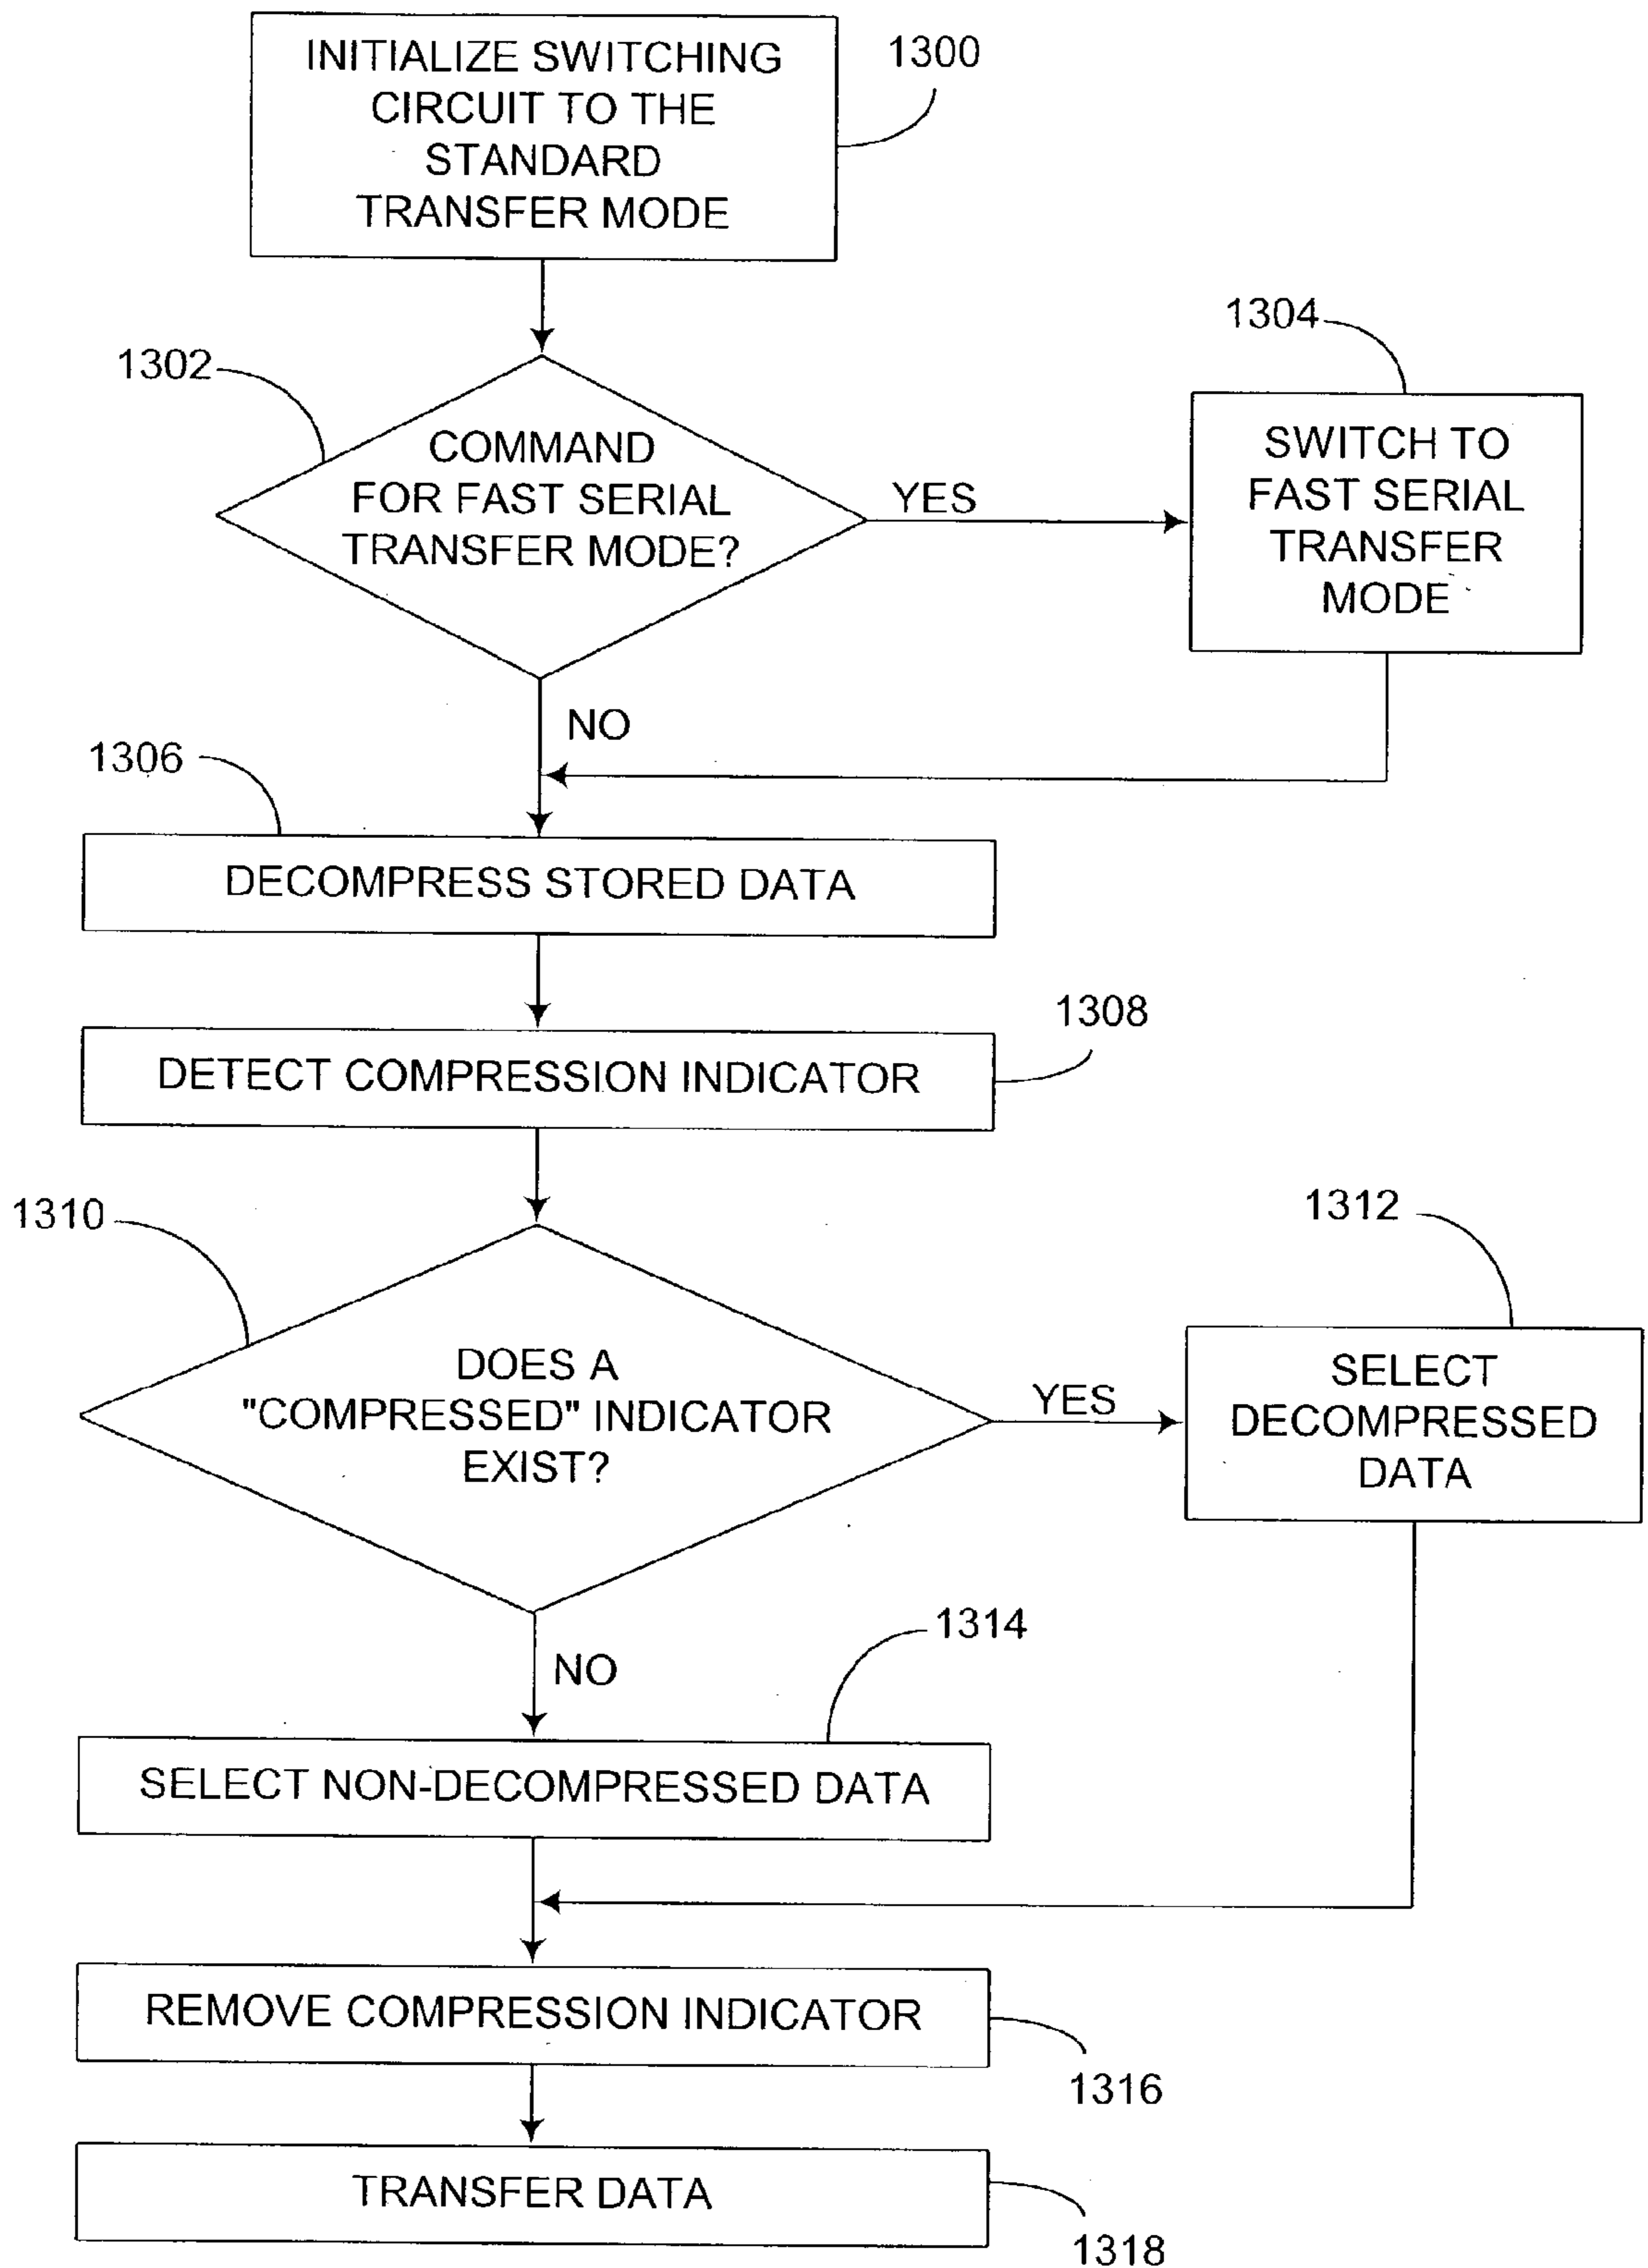 INITIALIZE SWITCHING
CIRCUIT TO THE
STANDARD
TRANSFER MODE
1300
1302
COMMAND
FOR FAST SERIAL
TRANSFER MODE?
YES
1304
SWITCH TO
FAST SERIAL
TRANSFER
MODE
NO
1306
DECOMPRESS STORED DATA
1308
DETECT COMPRESSION INDICATOR
1310
DOES A
"COMPRESSED" INDICATOR
EXIST?
YES
1312
SELECT
DECOMPRESSED
DATA
NO
1314
SELECT NON-DECOMPRESSED DATA
REMOVE COMPRESSION INDICATOR
1316
TRANSFER DATA
1318